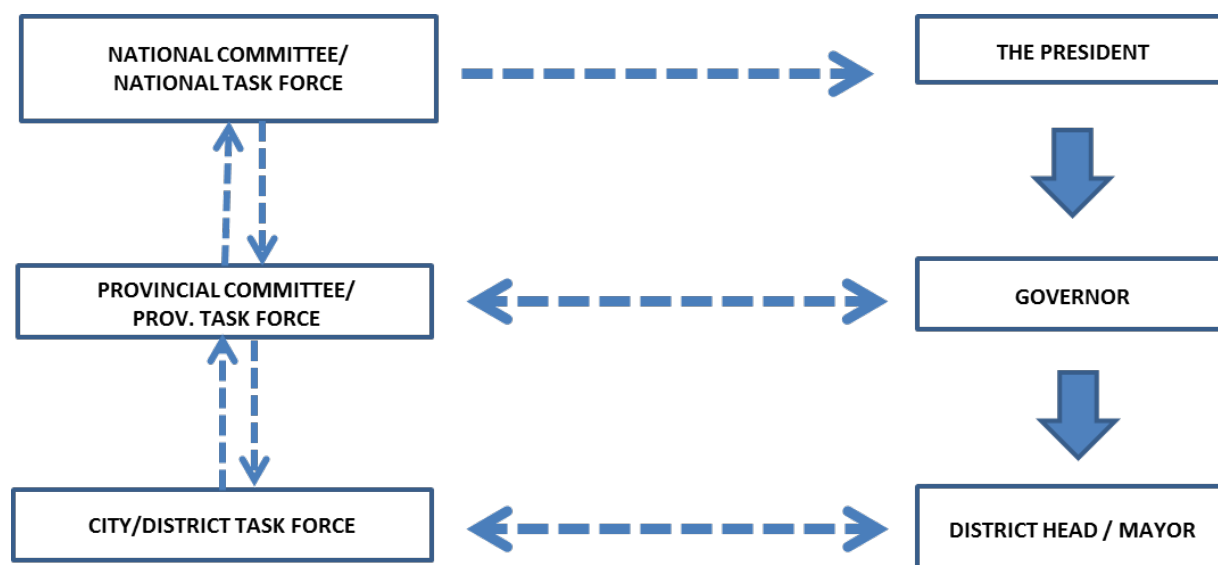 NATIONAL COMMITTEE/
NATIONAL TASK FORCE
THE PRESIDENT
PROVINCIAL COMMITTEE/
PROV. TASK FORCE
GOVERNOR
CITY/DISTRICT TASK FORCE
DISTRICT HEAD / MAYOR